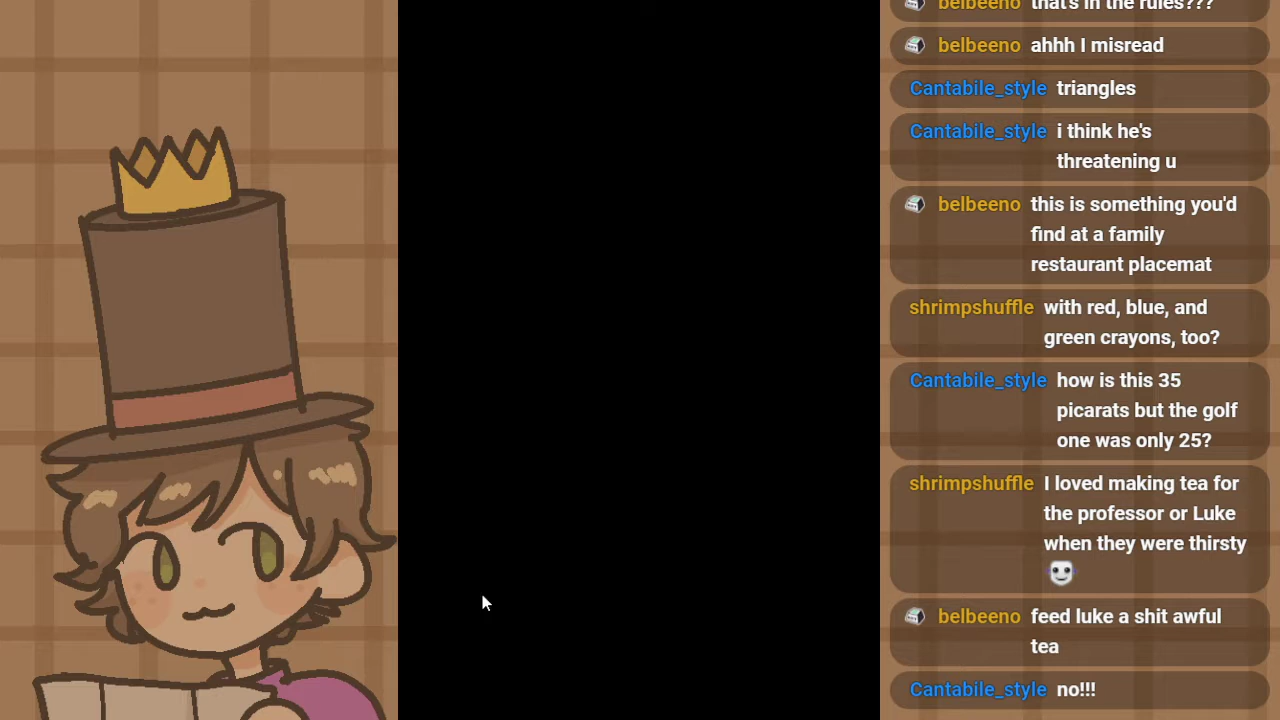 belbeeno that's in the rules???
belbeeno ahhh I misread
Cantabile_style triangles
Cantabile_style i think he's
threatening u
belbeeno this is something you'd
find at a family
restaurant placemat
shrimpshuffle with red, blue, and
green crayons, too?
Cantabile_style how is this 35
picarats but the golf
one was only 25?
shrimpshuffle I loved making tea for
the professor or Luke
when they were thirsty
belbeeno feed luke a shit awful
tea
Cantabile_style no!!!